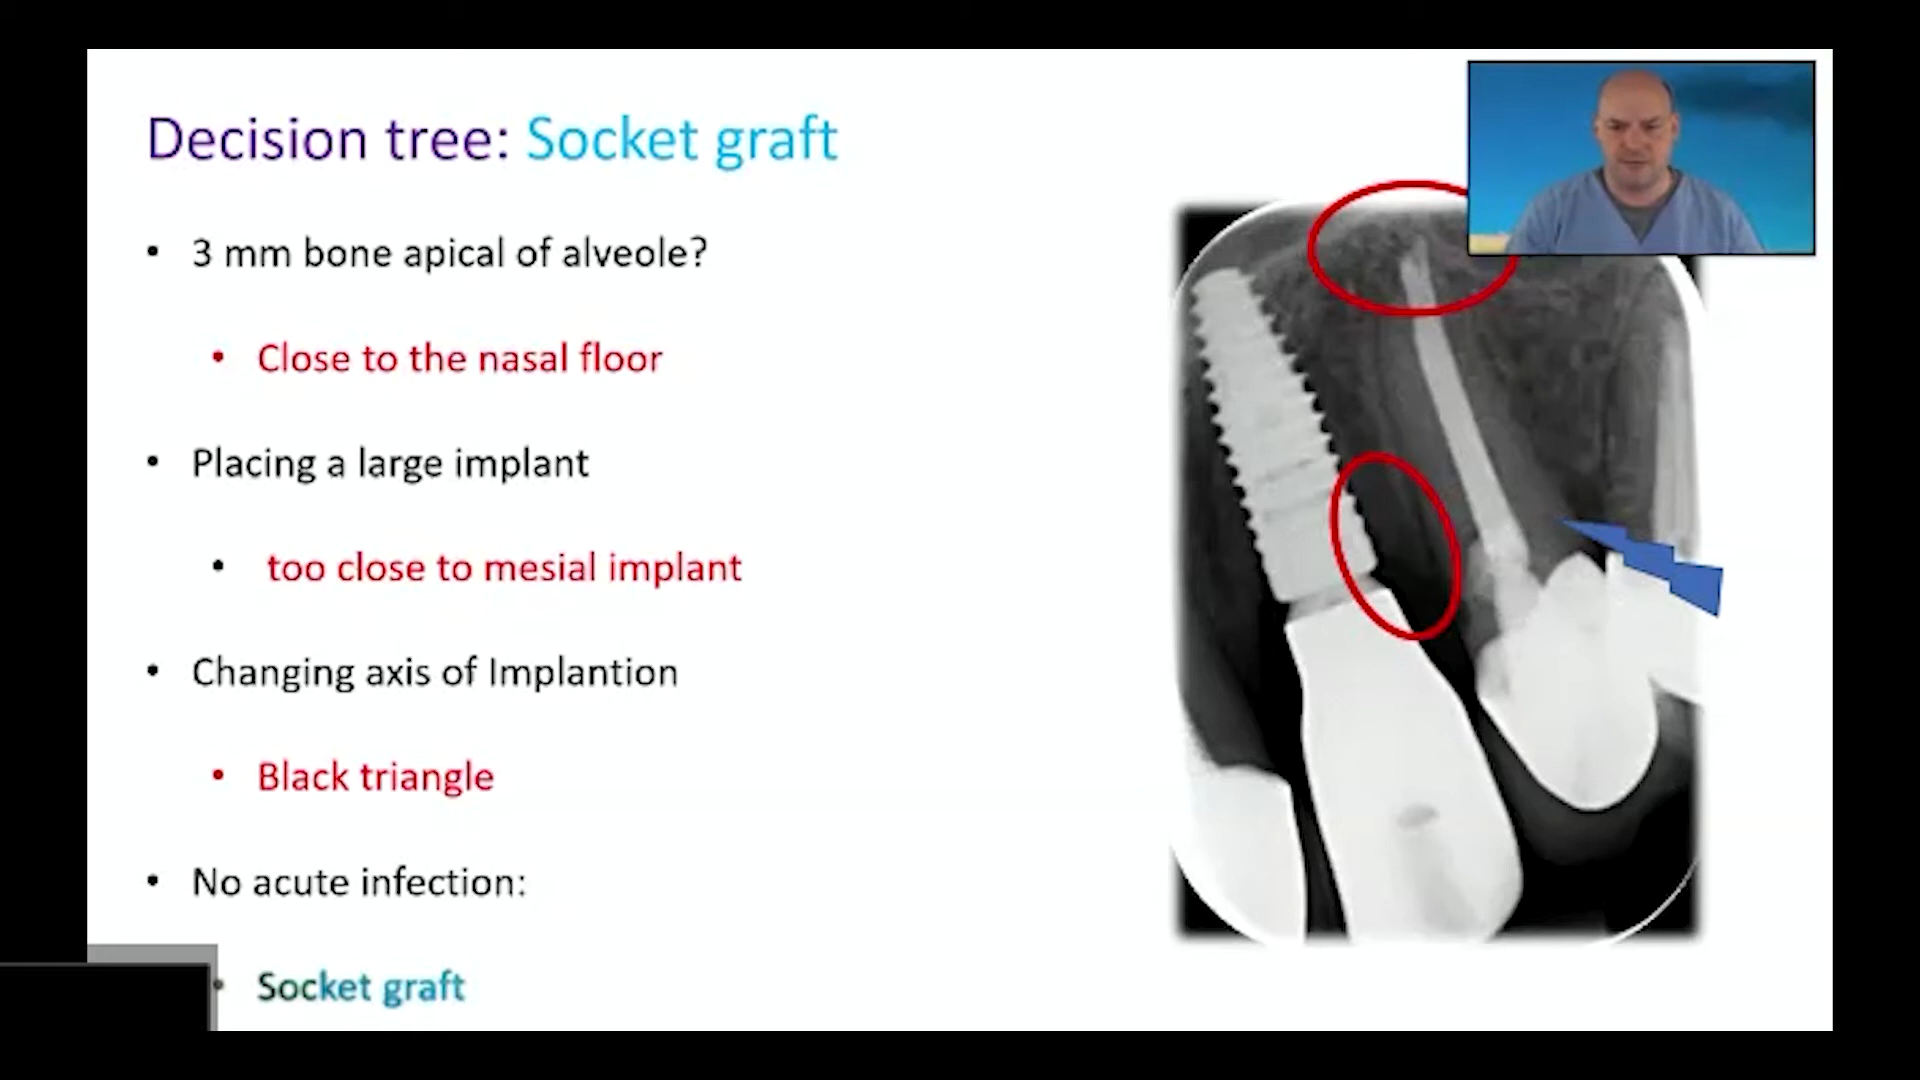 Decision tree: Socket graft
• 3 mm bone apical of alveole?
• Close to the nasal floor
• Placing a large implant
• too close to mesial implant
• Changing axis of Implantion
• Black triangle
• No acute infection:
• Socket graft